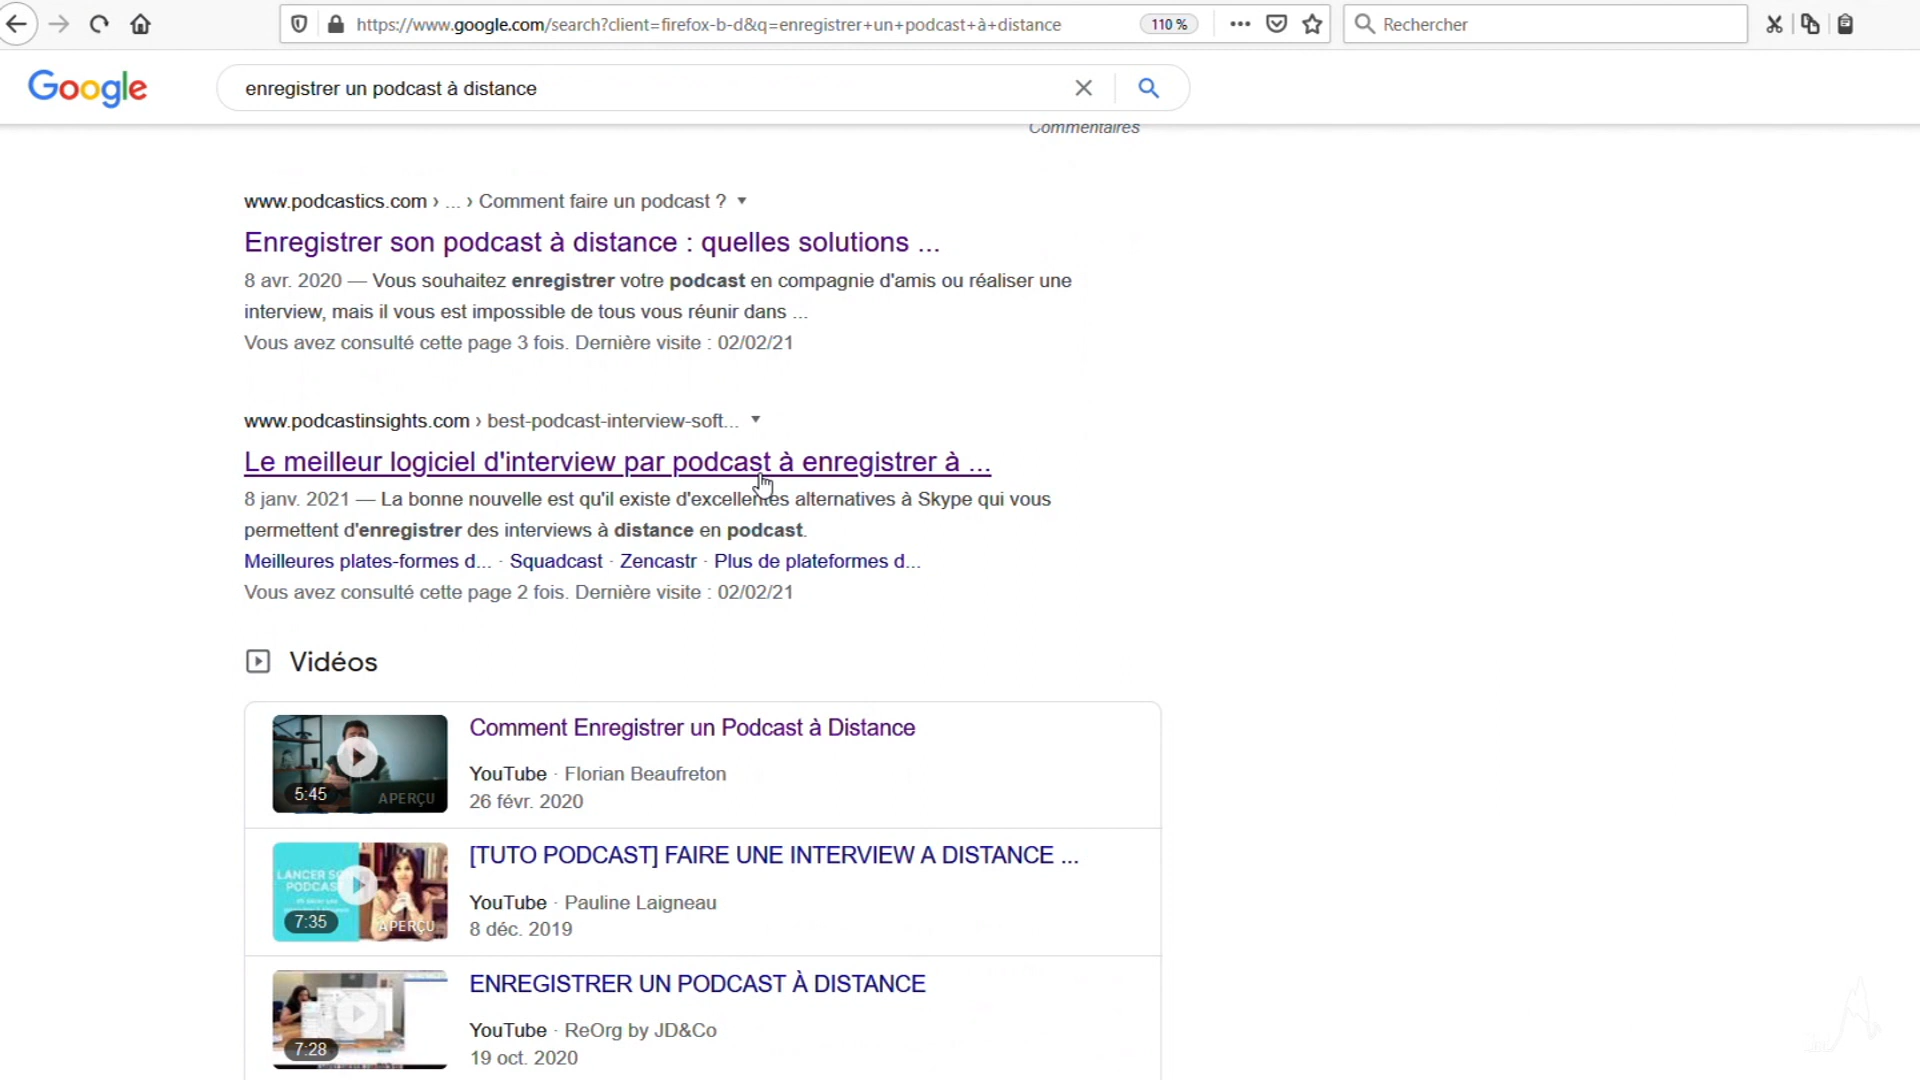 https://www.google.com/search?client=firefox-b-d&q=enregistrer+un+podcast+à+distance
110 %
Rechercher
Google
enregistrer un podcast à distance
Commentaires
www.podcastics.com › ... › Comment faire un podcast ?
Enregistrer son podcast à distance : quelles solutions ...
8 avr. 2020 — Vous souhaitez enregistrer votre podcast en compagnie d'amis ou réaliser une
interview, mais il vous est impossible de tous vous réunir dans ...
Vous avez consulté cette page 3 fois. Dernière visite : 02/02/21
www.podcastinsights.com › best-podcast-interview-soft...
Le meilleur logiciel d'interview par podcast à enregistrer à ...
8 janv. 2021 — La bonne nouvelle est qu'il existe d'excellentes alternatives à Skype qui vous
permettent d'enregistrer des interviews à distance en podcast.
Meilleures plates-formes d... · Squadcast · Zencastr · Plus de plateformes d...
Vous avez consulté cette page 2 fois. Dernière visite : 02/02/21
Vidéos
Comment Enregistrer un Podcast à Distance
YouTube · Florian Beaufreton
26 févr. 2020
5:45
APERÇU
[TUTO PODCAST] FAIRE UNE INTERVIEW A DISTANCE ...
YouTube · Pauline Laigneau
8 déc. 2019
LANCER
PODCAST
7:35
APERÇU
ENREGISTRER UN PODCAST À DISTANCE
YouTube · ReOrg by JD&Co
19 oct. 2020
7:28